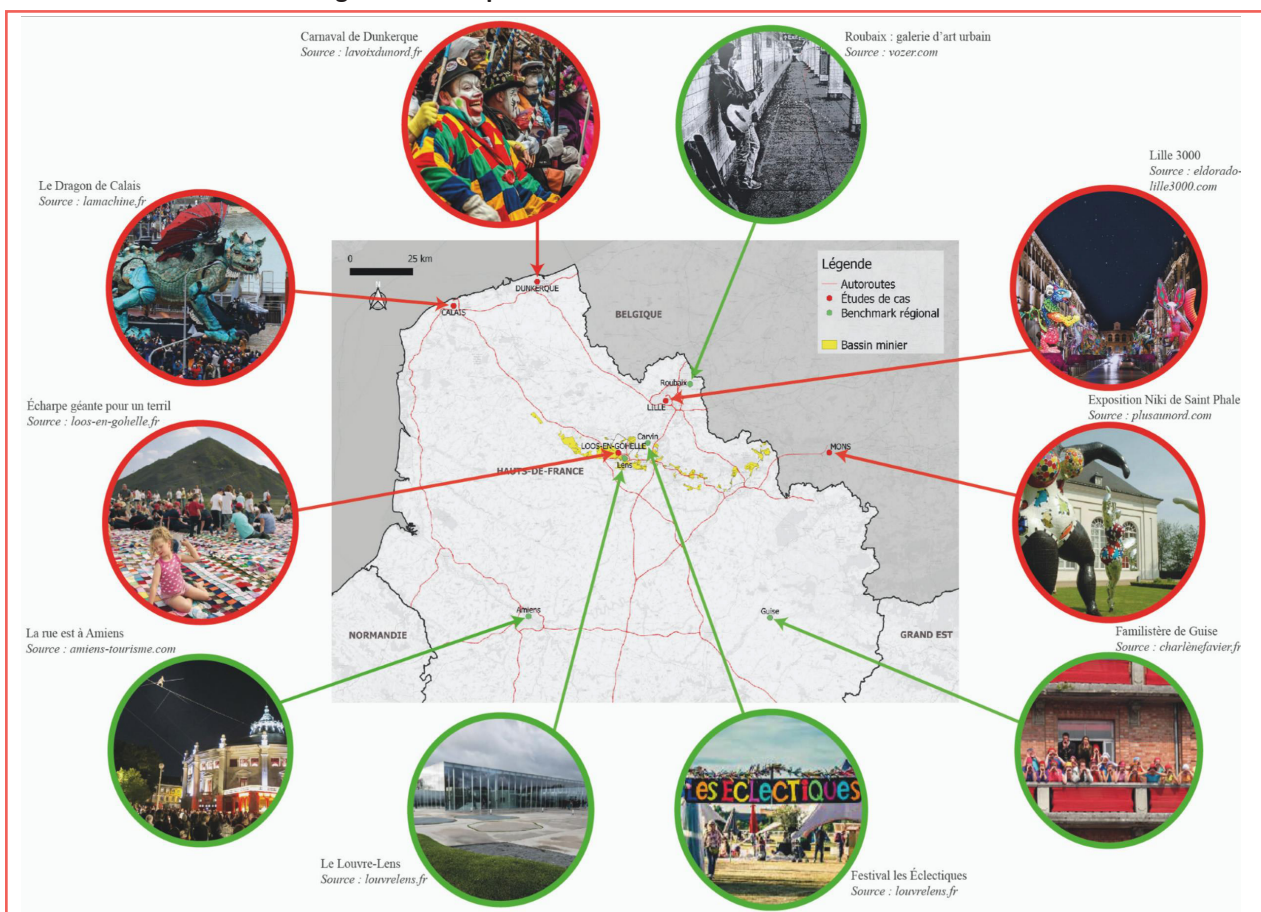 Carnaval de Dunkerque
Source : lavoixdunord.fr
Roubaix : galerie d'art urbain
Source : vozer.com
Lille 3000
Source : eldorado-
lille3000.com
Le Dragon de Calais
Source : lamachine.fr
0 25 km
N
DUNKERQUE
CALAIS
BELGIQUE
Légende
Autoroutes
Études de cas
Benchmark régional
Bassin minier
Roubaix
LILLE
Écharpe géante pour un terril
Source : loos-en-gohelle.fr
Exposition Niki de Saint Phale
Source : plusaunord.com
Carvin
LOOS-EN-GOHELLE
Lens
MONS
HAUTS-DE-FRANCE
Amiens
Guise
NORMANDIE
GRAND EST
La rue est à Amiens
Source : amiens-tourisme.com
Familistère de Guise
Source : charlènefavier.fr
LES ECLECTIQUES
Le Louvre-Lens
Source : louvrelens.fr
Festival les Éclectiques
Source : louvrelens.fr